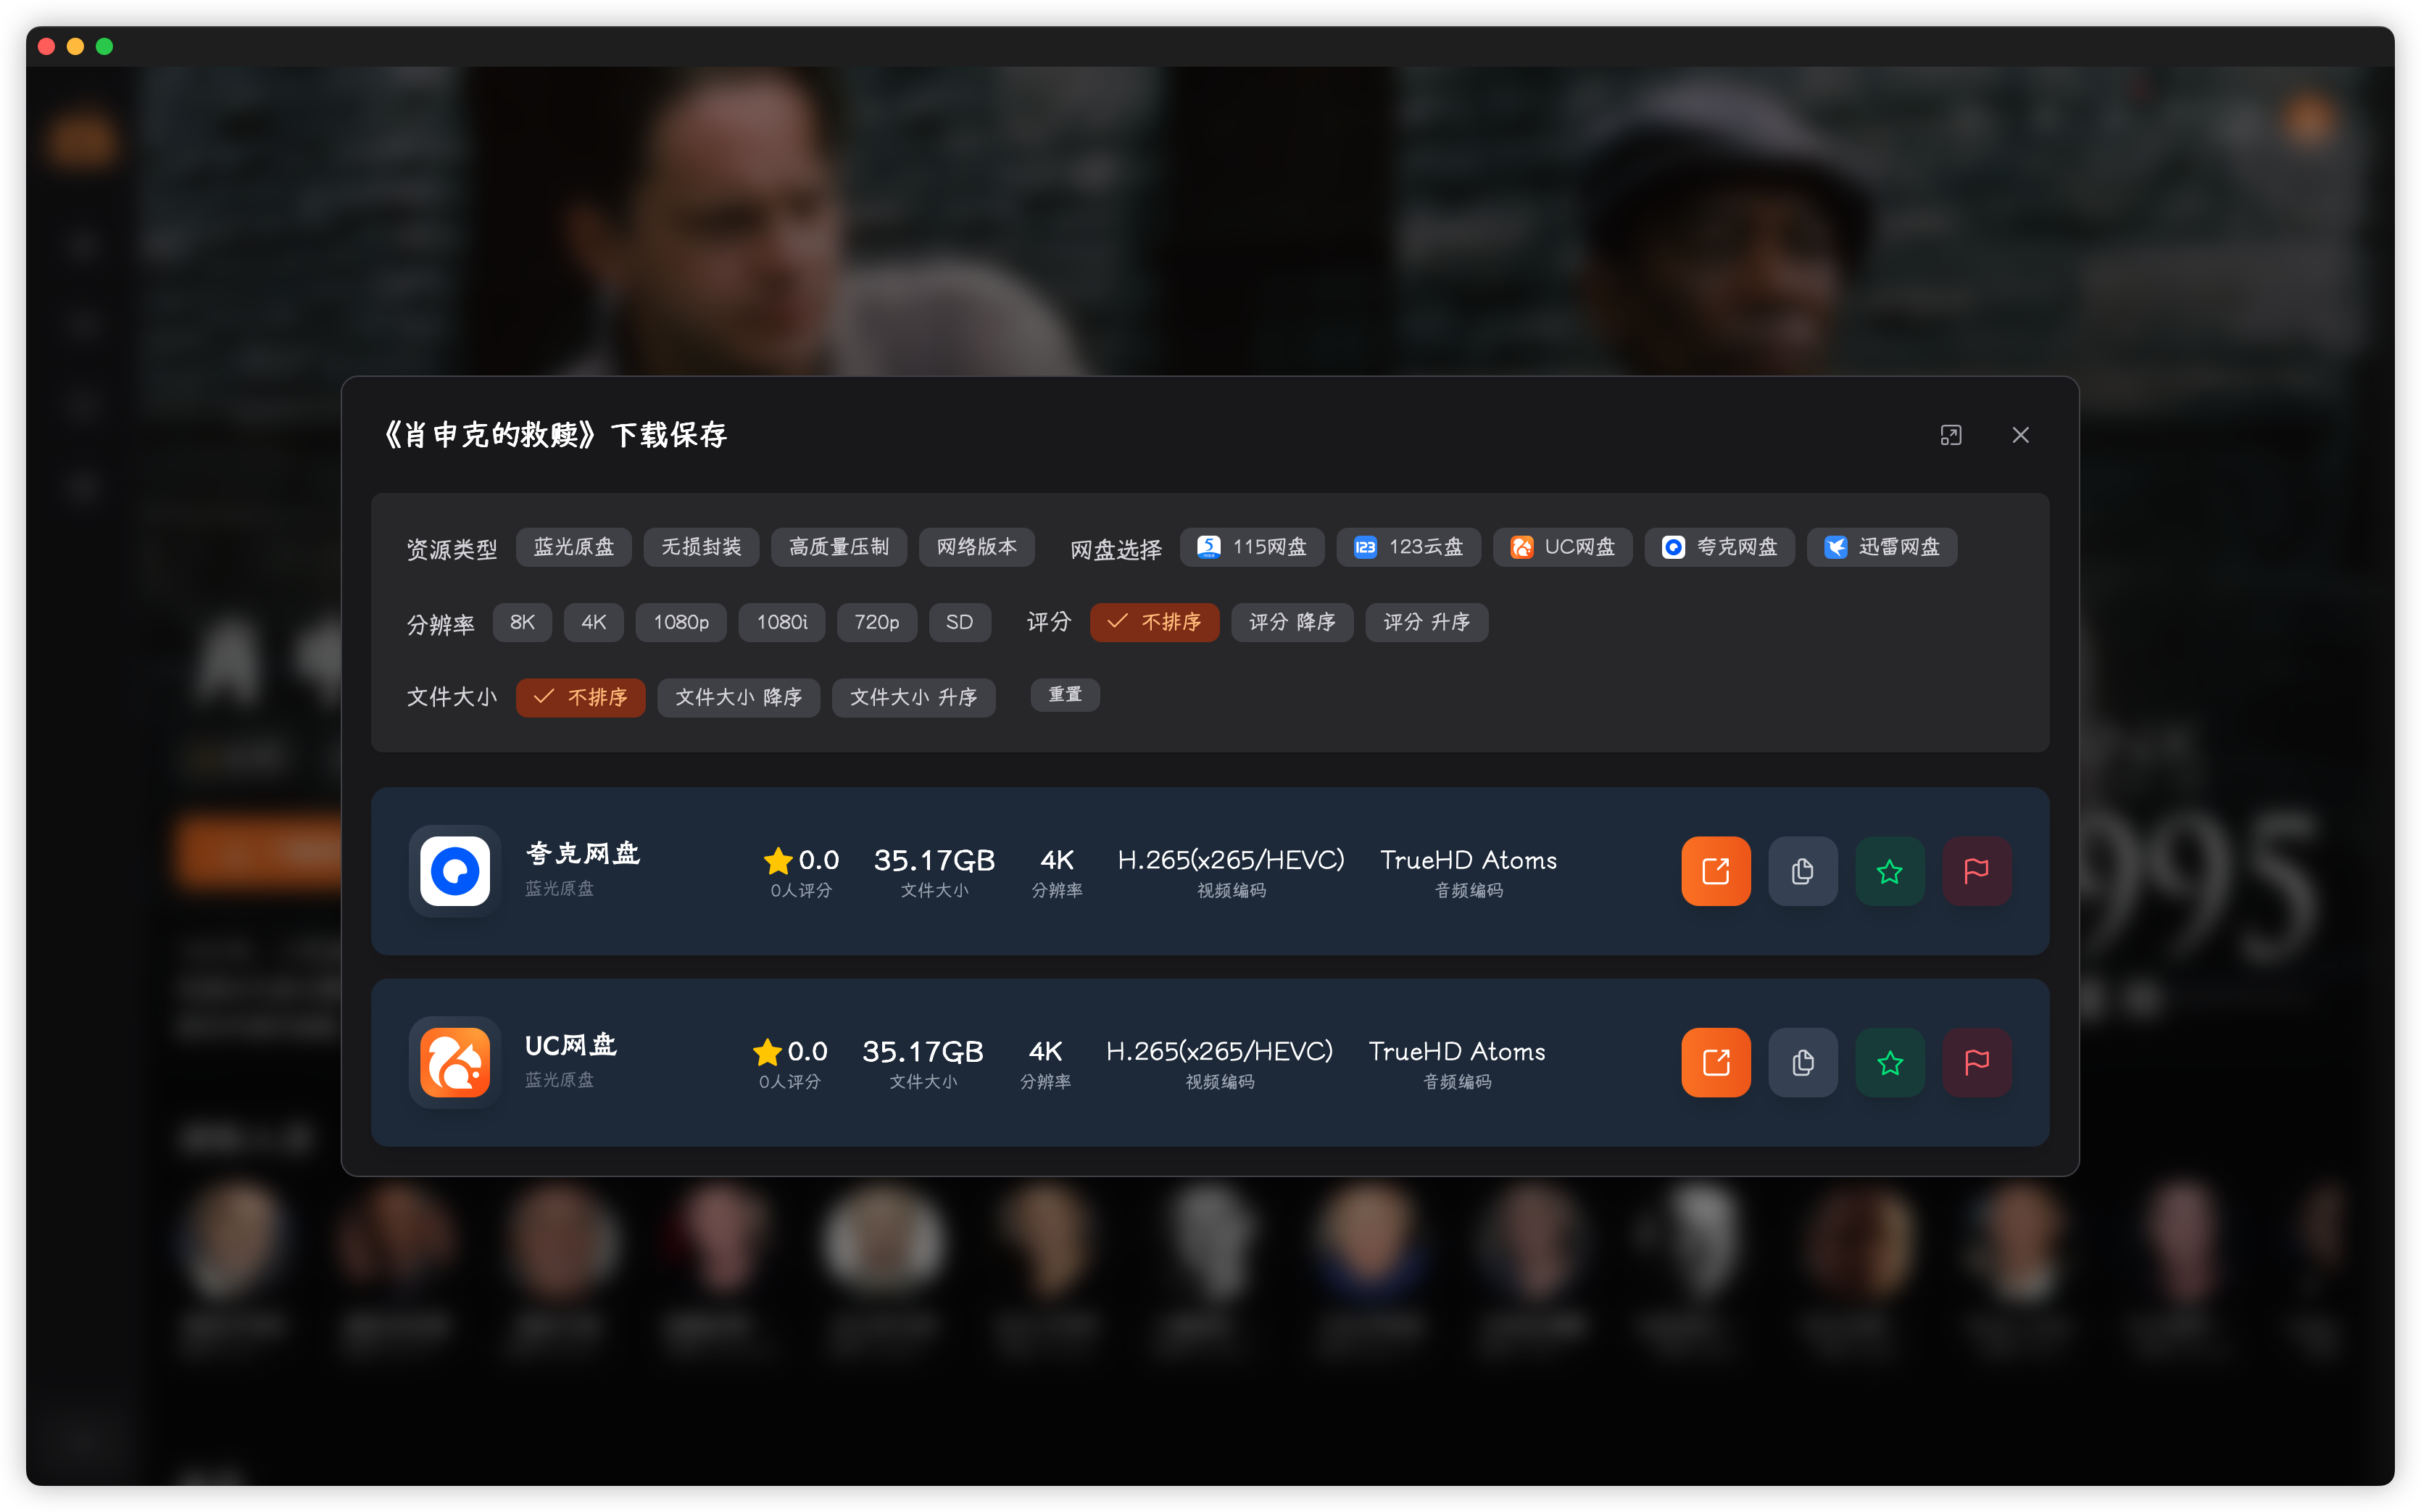 《肖申克的救赎》下载保存
资源类型 蓝光原盘 无损封装 高质量压制 网络版本 网盘选择 115网盘 123云盘 UC网盘 夸克网盘 迅雷网盘
分辨率 8K 4K 1080p 1080i 720p SD 评分 不排序 评分 降序 评分 升序
文件大小 不排序 文件大小 降序 文件大小 升序 重置
夸克网盘 0.0 35.17GB 4K H.265(x265/HEVC) TrueHD Atoms
蓝光原盘 0人评分 文件大小 分辨率 视频编码 音频编码
UC网盘 0.0 35.17GB 4K H.265(x265/HEVC) TrueHD Atoms
蓝光原盘 0人评分 文件大小 分辨率 视频编码 音频编码
995